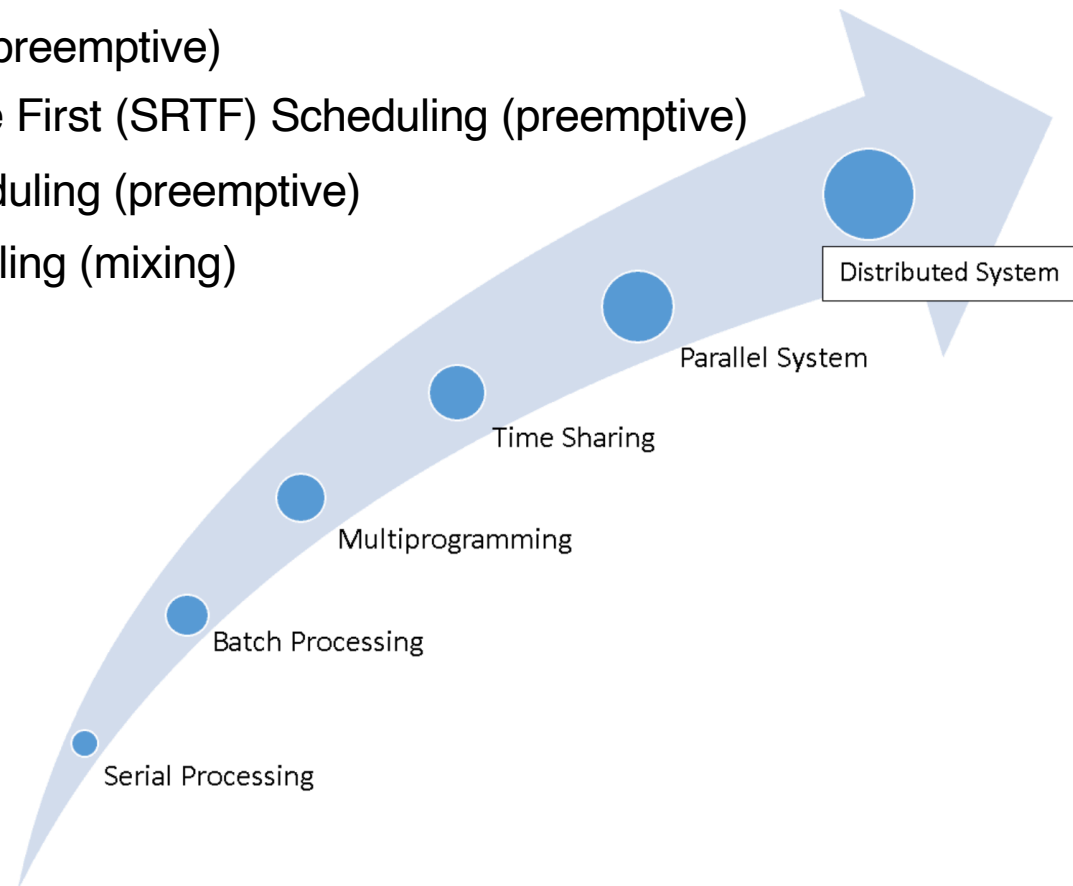 preemptive)
e First (SRTF) Scheduling (preemptive)
duling (preemptive)
ling (mixing)
Distributed System
Parallel System
Time Sharing
Multiprogramming
Batch Processing
Serial Processing